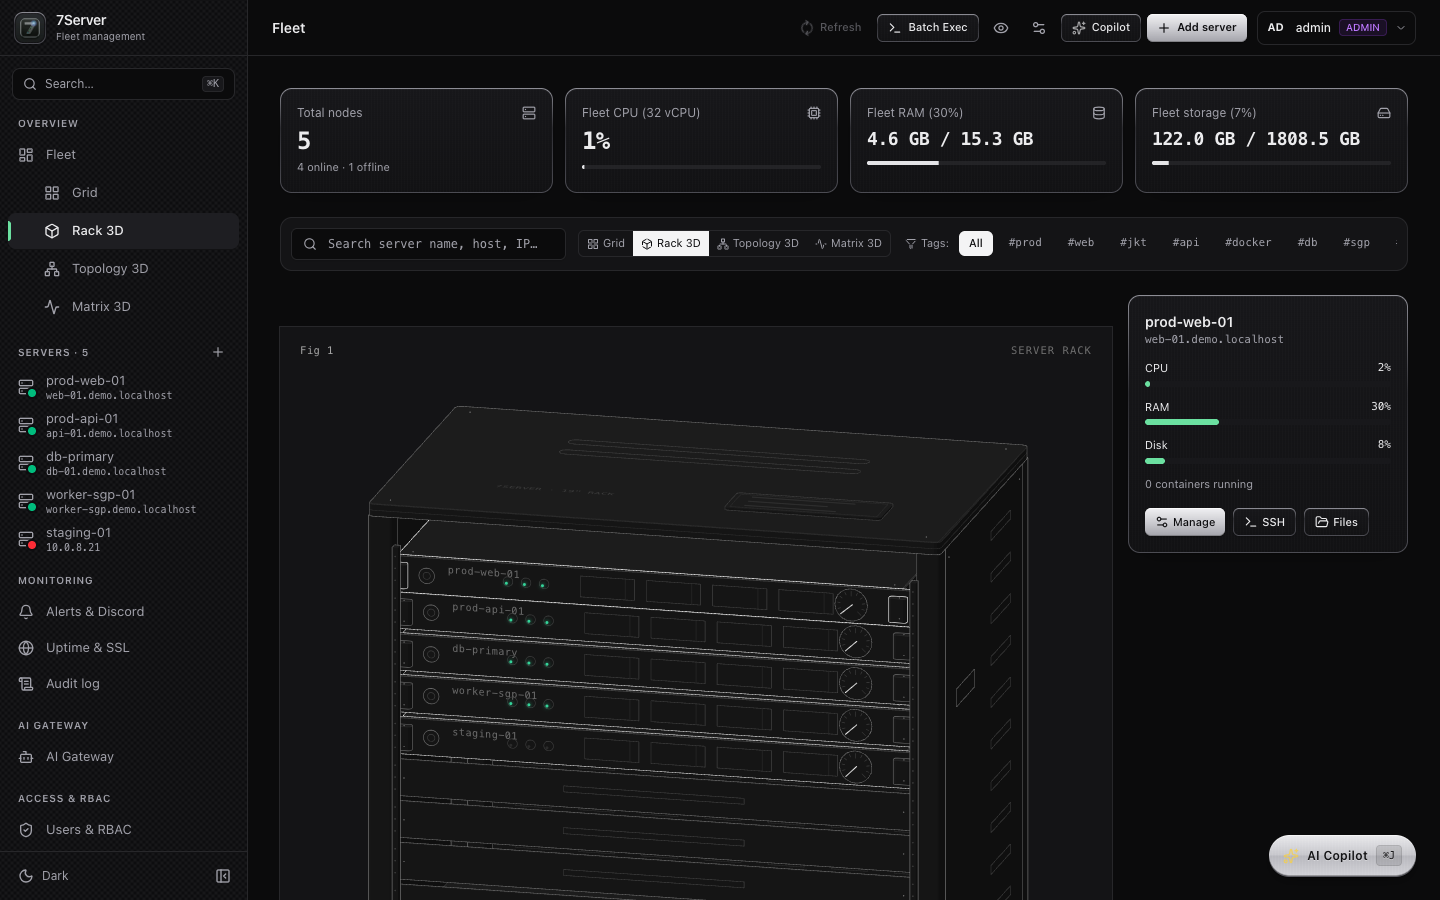 7Server
Fleet management
Search...
⌘K
OVERVIEW
Fleet
Grid
Rack 3D
Topology 3D
Matrix 3D
SERVERS · 5
prod-web-01
web-01.demo.localhost
prod-api-01
api-01.demo.localhost
db-primary
db-01.demo.localhost
worker-sgp-01
worker-sgp.demo.localhost
staging-01
10.0.8.21
MONITORING
Alerts & Discord
Uptime & SSL
Audit log
AI GATEWAY
AI Gateway
ACCESS & RBAC
Users & RBAC
Dark
Fleet
Refresh
Batch Exec
Copilot
Add server
AD admin ADMIN
Total nodes
5
4 online · 1 offline
Fleet CPU (32 vCPU)
1%
Fleet RAM (30%)
4.6 GB / 15.3 GB
Fleet storage (7%)
122.0 GB / 1808.5 GB
Search server name, host, IP…
Grid
Rack 3D
Topology 3D
Matrix 3D
Tags:
All
#prod
#web
#jkt
#api
#docker
#db
#sgp
Fig 1
SERVER RACK
prod-web-01
prod-api-01
db-primary
worker-sgp-01
staging-01
prod-web-01
web-01.demo.localhost
CPU 2%
RAM 30%
Disk 8%
0 containers running
Manage
SSH
Files
AI Copilot ⌘J